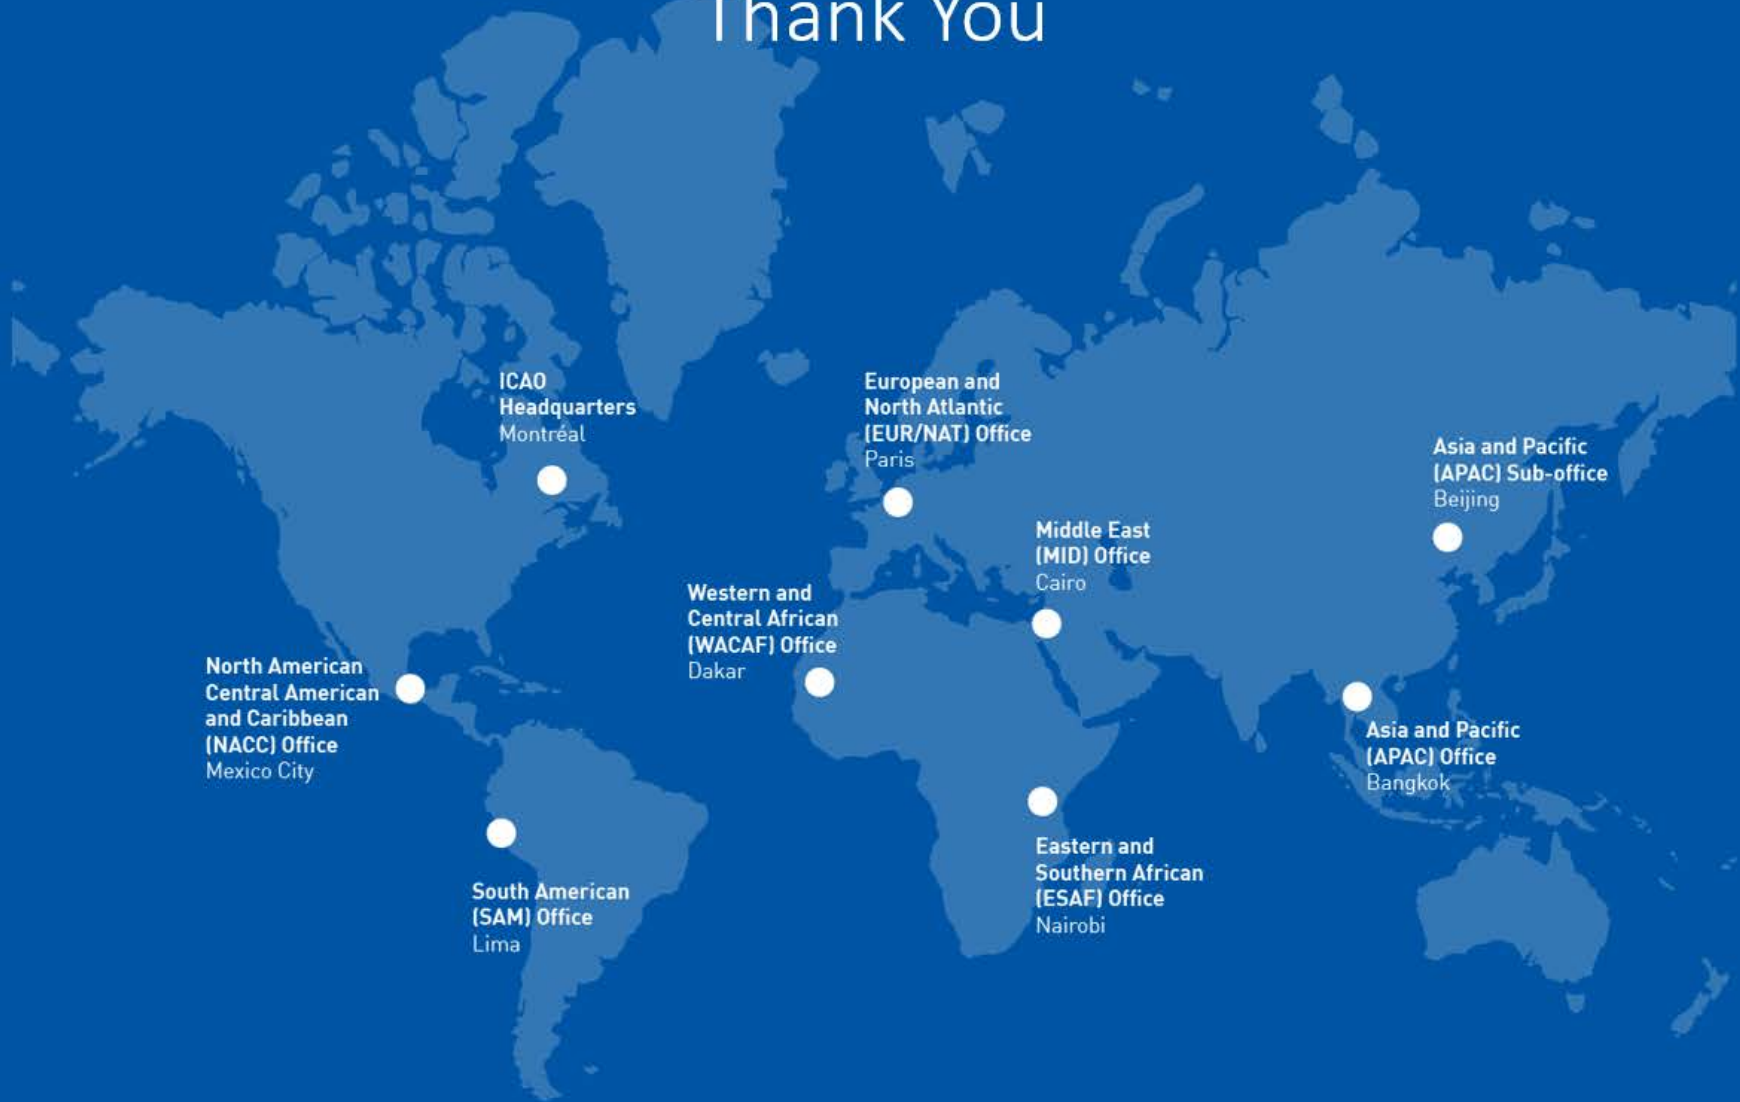 Thank You
ICAO
Headquarters
Montréal
European and
North Atlantic
(EUR/NAT) Office
Paris
Asia and Pacific
(APAC) Sub-office
Beijing
Middle East
(MID) Office
Cairo
Western and
Central African
(WACAF) Office
Dakar
North American
Central American
and Caribbean
(NACC) Office
Mexico City
Asia and Pacific
(APAC) Office
Bangkok
South American
(SAM) Office
Lima
Eastern and
Southern African
(ESAF) Office
Nairobi